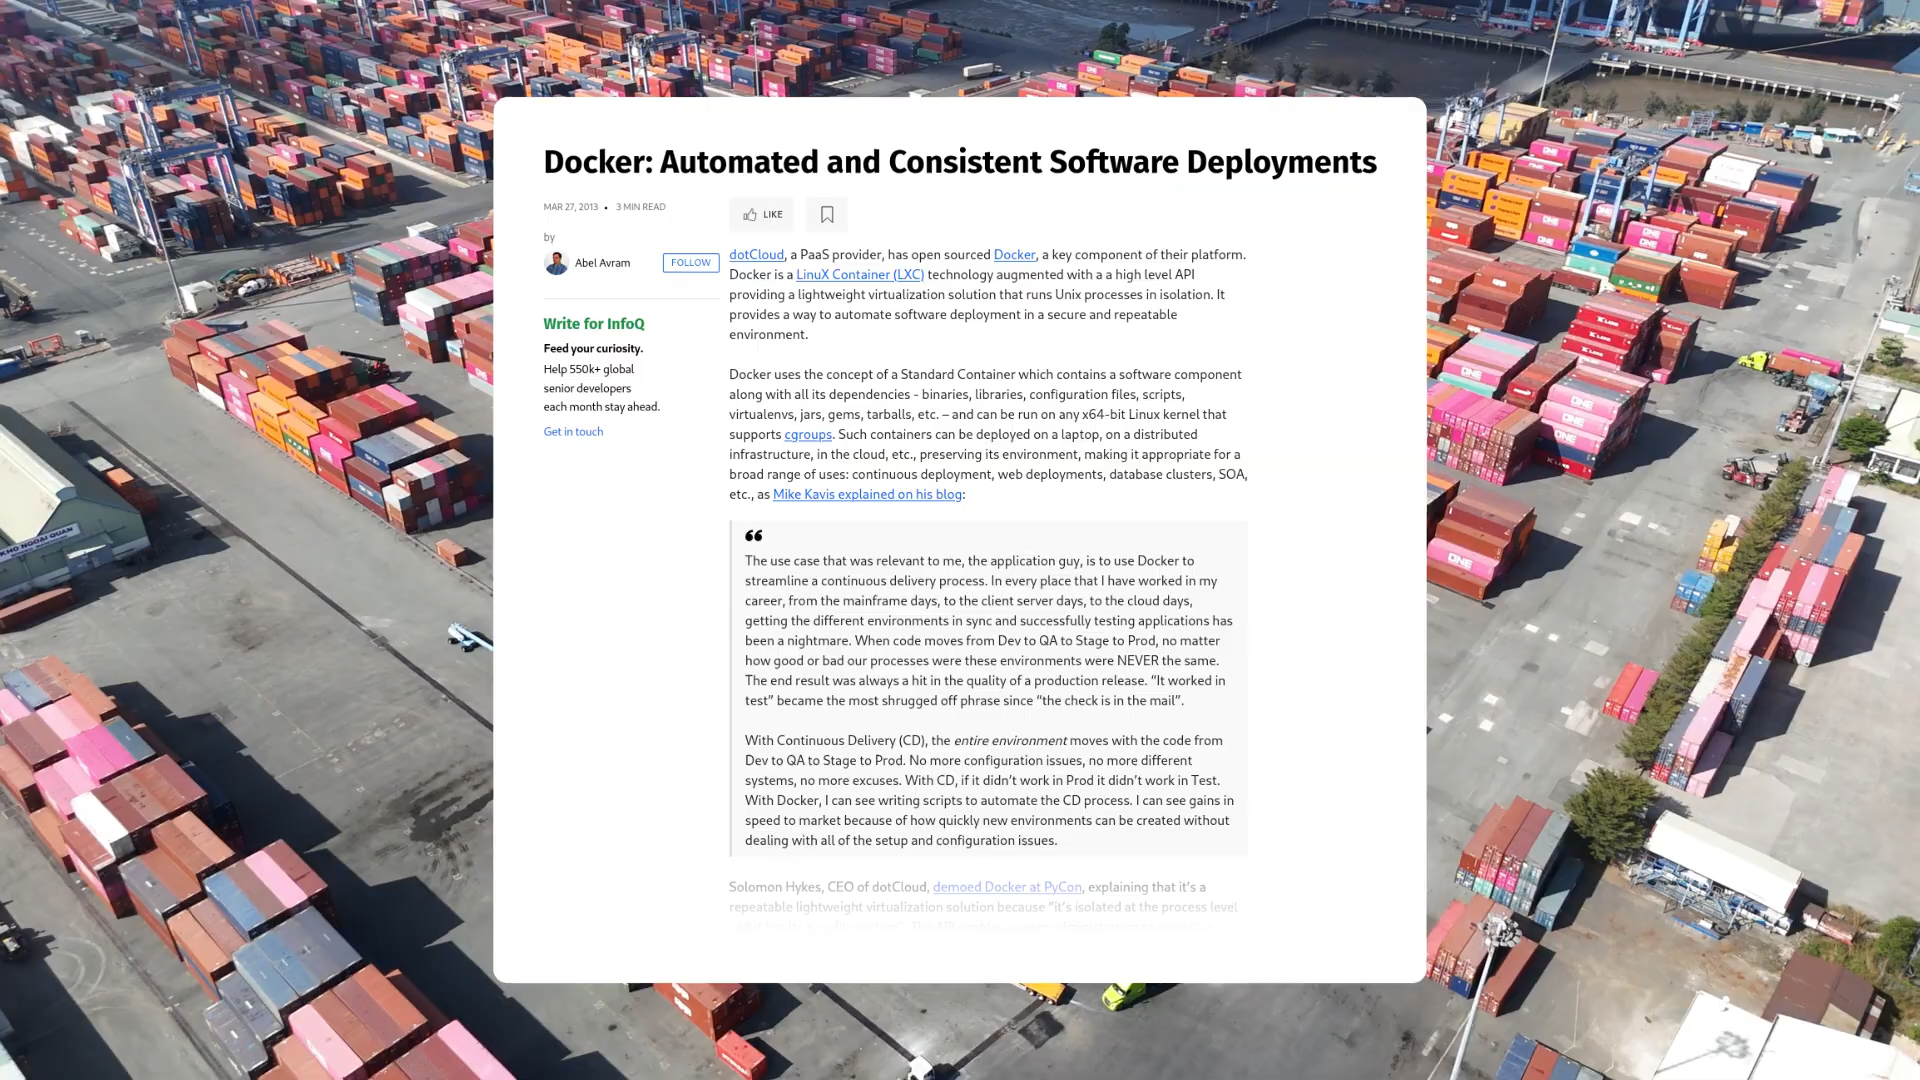 Docker: Automated and Consistent Software Deployments
MAR 27, 2013 • 3 MIN READ
LIKE
by
Abel Avram
FOLLOW
Write for InfoQ
Feed your curiosity.
Help 550k+ global
senior developers
each month stay ahead.
Get in touch
dotCloud, a PaaS provider, has open sourced Docker, a key component of their platform.
Docker is a LinuX Container (LXC) technology augmented with a a high level API
providing a lightweight virtualization solution that runs Unix processes in isolation. It
provides a way to automate software deployment in a secure and repeatable
environment.
Docker uses the concept of a Standard Container which contains a software component
along with all its dependencies - binaries, libraries, configuration files, scripts,
virtualenvs, jars, gems, tarballs, etc. – and can be run on any x64-bit Linux kernel that
supports cgroups. Such containers can be deployed on a laptop, on a distributed
infrastructure, in the cloud, etc., preserving its environment, making it appropriate for a
broad range of uses: continuous deployment, web deployments, database clusters, SOA,
etc., as Mike Kavis explained on his blog:
“
The use case that was relevant to me, the application guy, is to use Docker to
streamline a continuous delivery process. In every place that I have worked in my
career, from the mainframe days, to the client server days, to the cloud days,
getting the different environments in sync and successfully testing applications has
been a nightmare. When code moves from Dev to QA to Stage to Prod, no matter
how good or bad our processes were these environments were NEVER the same.
The end result was always a hit in the quality of a production release. “It worked in
test” became the most shrugged off phrase since “the check is in the mail”.
With Continuous Delivery (CD), the entire environment moves with the code from
Dev to QA to Stage to Prod. No more configuration issues, no more different
systems, no more excuses. With CD, if it didn’t work in Prod it didn’t work in Test.
With Docker, I can see writing scripts to automate the CD process. I can see gains in
speed to market because of how quickly new environments can be created without
dealing with all of the setup and configuration issues.
Solomon Hykes, CEO of dotCloud, demoed Docker at PyCon, explaining that it’s a
repeatable lightweight virtualization solution because “it’s isolated at the process level
KHO NGOẠI QUAN
ONE
ONE
ONE
ONE
ONE
ONE
ONE